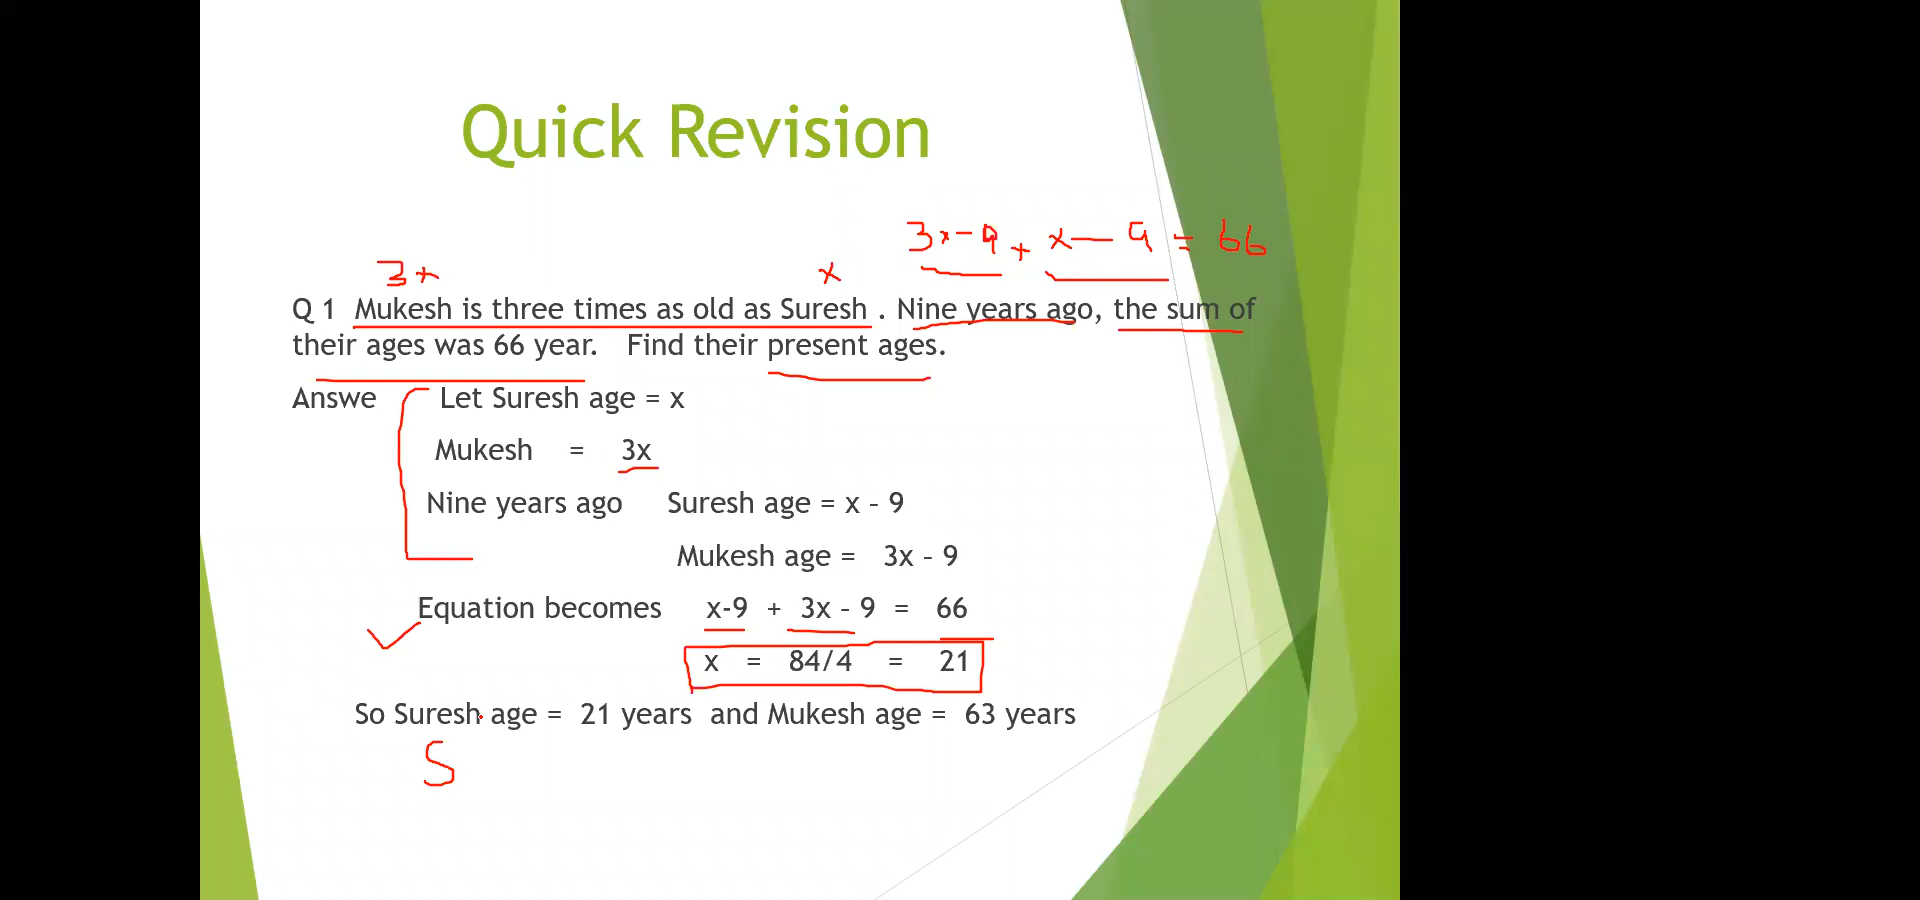 Quick Revision
3x-9 + x-9 = 66
3x x
Q 1 Mukesh is three times as old as Suresh . Nine years ago, the sum of
their ages was 66 year. Find their present ages.
Answe Let Suresh age = x
Mukesh = 3x
Nine years ago Suresh age = x - 9
Mukesh age = 3x - 9
Equation becomes x-9 + 3x - 9 = 66
x = 84/4 = 21
So Suresh age = 21 years and Mukesh age = 63 years
S